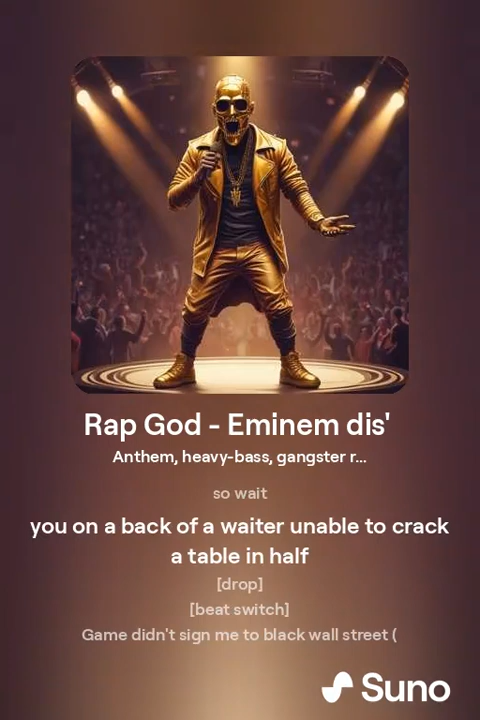 Rap God - Eminem dis'
Anthem, heavy-bass, gangster r...
so wait
you on a back of a waiter unable to crack
a table in half
[drop]
[beat switch]
Game didn't sign me to black wall street (
Suno